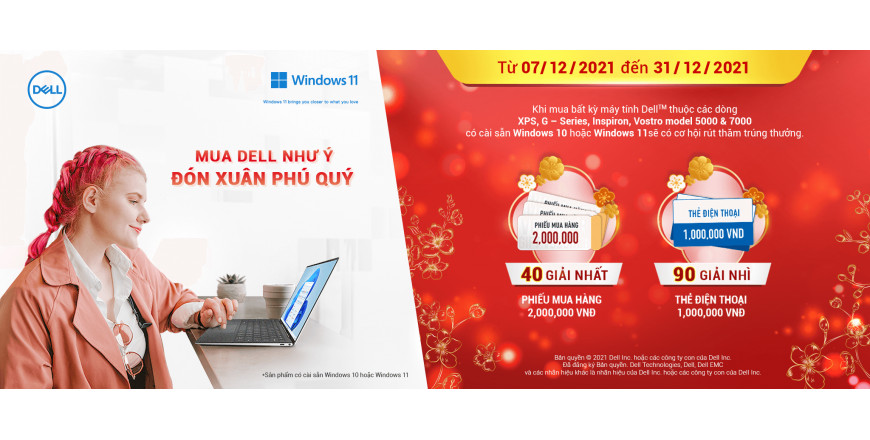 DELL
Windows 11
Windows 11 brings you closer to what you love
MUA DELL NHƯ Ý
ĐÓN XUÂN PHÚ QUÝ
*Sản phẩm có cài sẵn Windows 10 hoặc Windows 11
Từ 07/12/2021 đến 31/12/2021
Khi mua bất kỳ máy tính Dell™ thuộc các dòng
XPS, G – Series, Inspiron, Vostro model 5000 & 7000
có cài sẵn Windows 10 hoặc Windows 11sẽ có cơ hội rút thăm trúng thưởng.
PHIẾU MUA HÀNG
2,000,000
40 GIẢI NHẤT
PHIẾU MUA HÀNG
2,000,000 VNĐ
THẺ ĐIỆN THOẠI
1,000,000 VND
90 GIẢI NHÌ
THẺ ĐIỆN THOẠI
1,000,000 VNĐ
Bản quyền © 2021 Dell Inc. hoặc các công ty con của Dell Inc.
Đã đăng ký Bản quyền. Dell Technologies, Dell, Dell EMC
và các nhãn hiệu khác là nhãn hiệu của Dell Inc. hoặc các công ty con của Dell Inc.